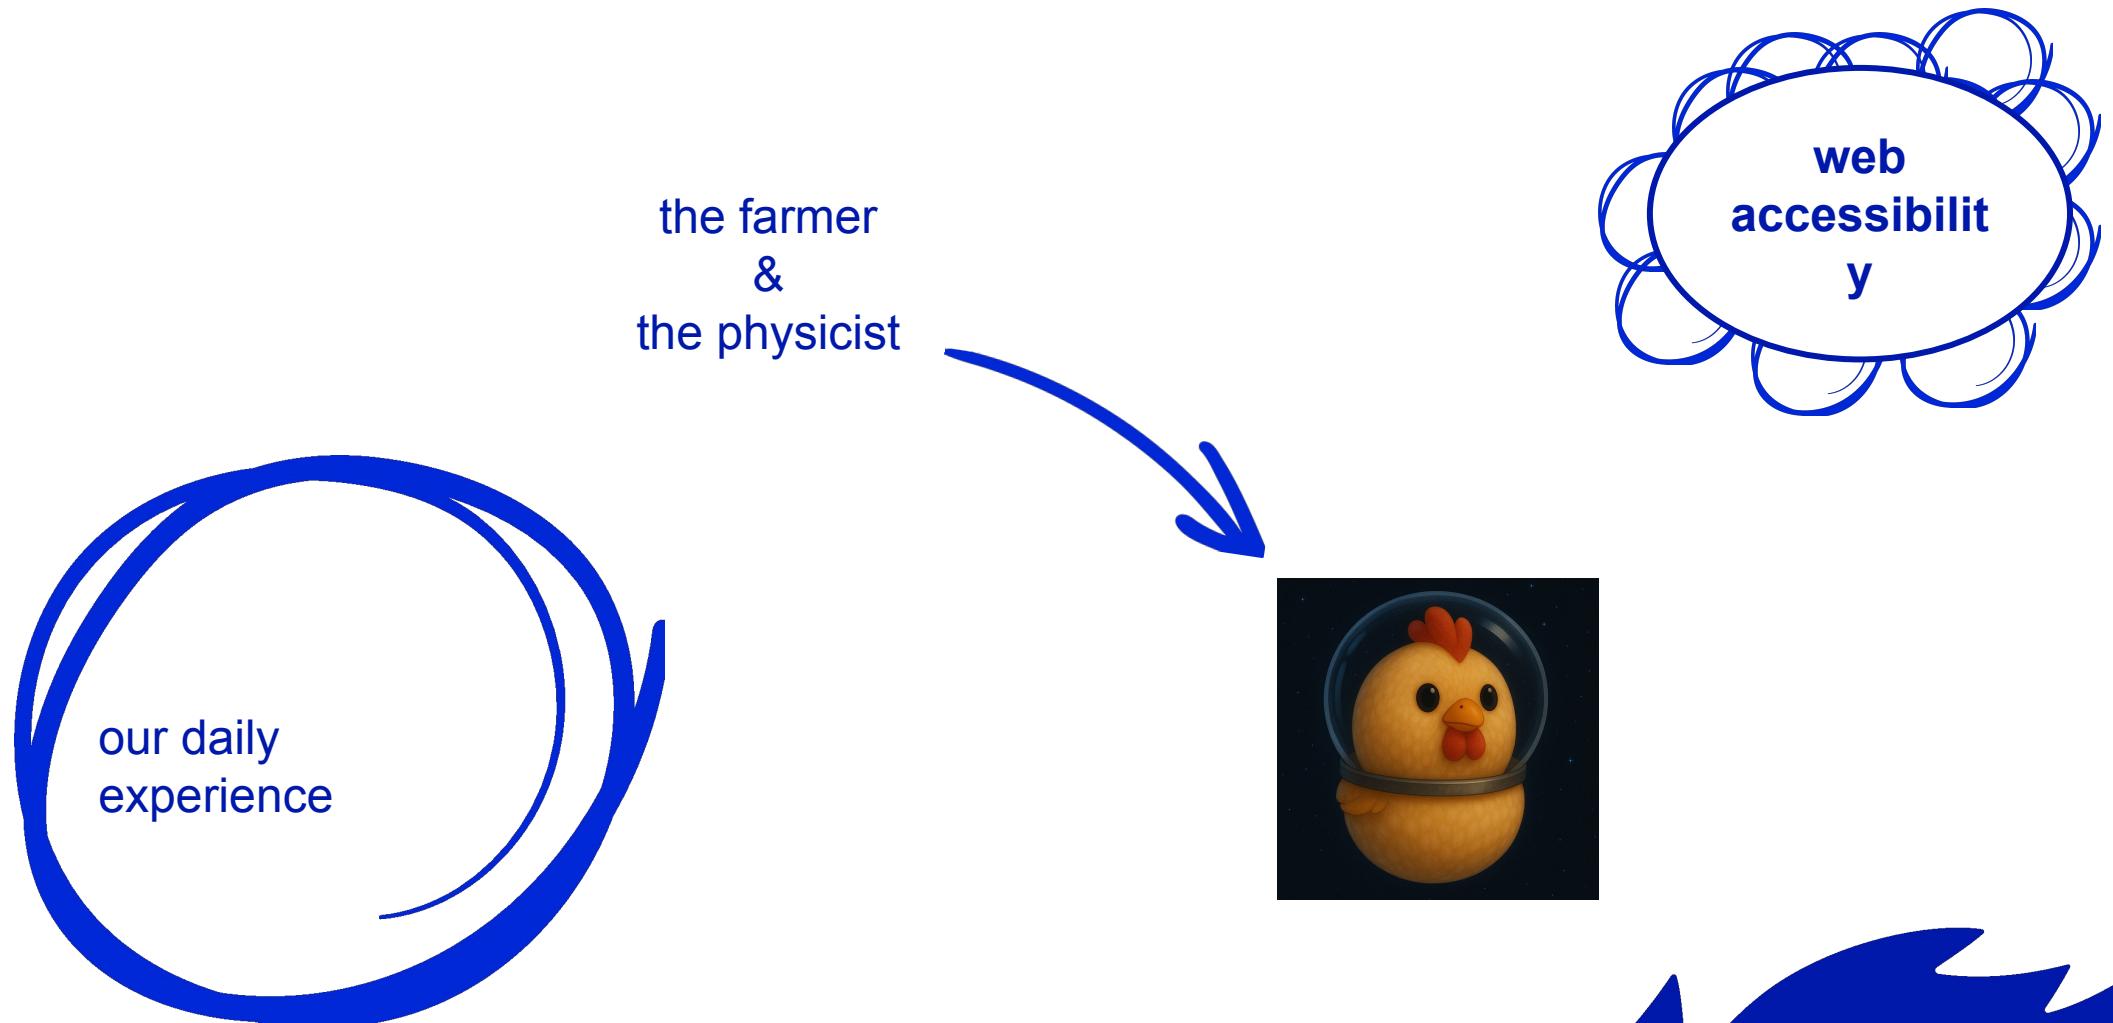 web
accessibilit
y
the farmer
&
the physicist
our daily
experience